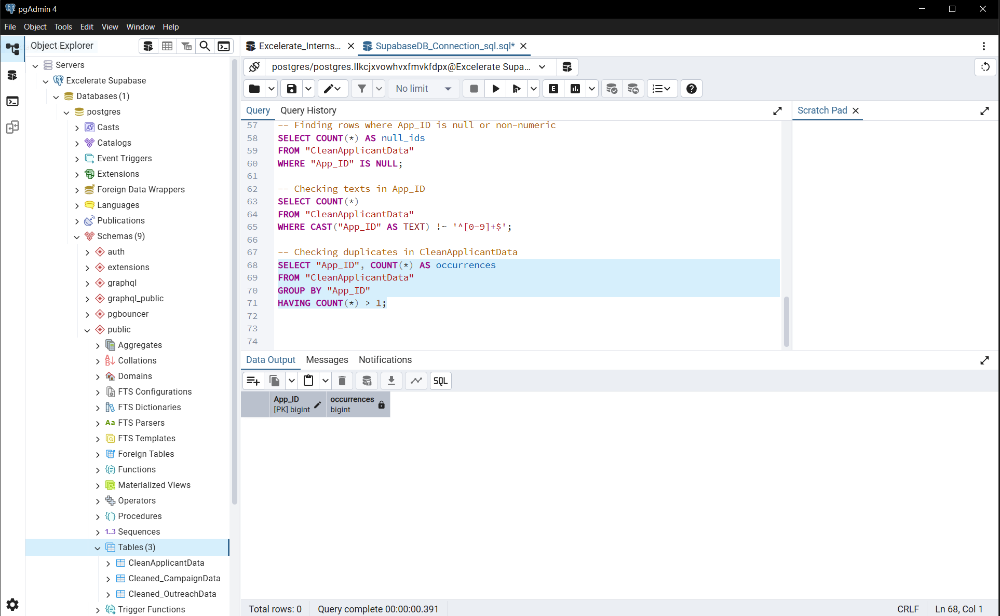 pgAdmin 4
File Object Tools Edit View Window Help
Object Explorer
Servers
Excelerate Supabase
Databases (1)
postgres
Casts
Catalogs
Event Triggers
Extensions
Foreign Data Wrappers
Languages
Publications
Schemas (9)
auth
extensions
graphql
graphql_public
pgbouncer
public
Aggregates
Collations
Domains
FTS Configurations
FTS Dictionaries
Aa FTS Parsers
FTS Templates
Foreign Tables
Functions
Materialized Views
Operators
Procedures
1..3 Sequences
Tables (3)
CleanApplicantData
Cleaned_CampaignData
Cleaned_OutreachData
Trigger Functions
Excelerate_Interns... SupabaseDB_Connection_sql.sql*
postgres/postgres.llkcjxvowhvxfmvkfdpx@Excelerate Supa...
No limit E
Query Query History
57 -- Finding rows where App_ID is null or non-numeric
58 SELECT COUNT(*) AS null_ids
59 FROM "CleanApplicantData"
60 WHERE "App_ID" IS NULL;
61
62 -- Checking texts in App_ID
63 SELECT COUNT(*)
64 FROM "CleanApplicantData"
65 WHERE CAST("App_ID" AS TEXT) !~ '^[0-9]+$';
66
67 -- Checking duplicates in CleanApplicantData
68 SELECT "App_ID", COUNT(*) AS occurrences
69 FROM "CleanApplicantData"
70 GROUP BY "App_ID"
71 HAVING COUNT(*) > 1;
72
73
74
Scratch Pad
Data Output Messages Notifications
SQL
App_ID occurrences
[PK] bigint bigint
Total rows: 0 Query complete 00:00:00.391 CRLF Ln 68, Col 1